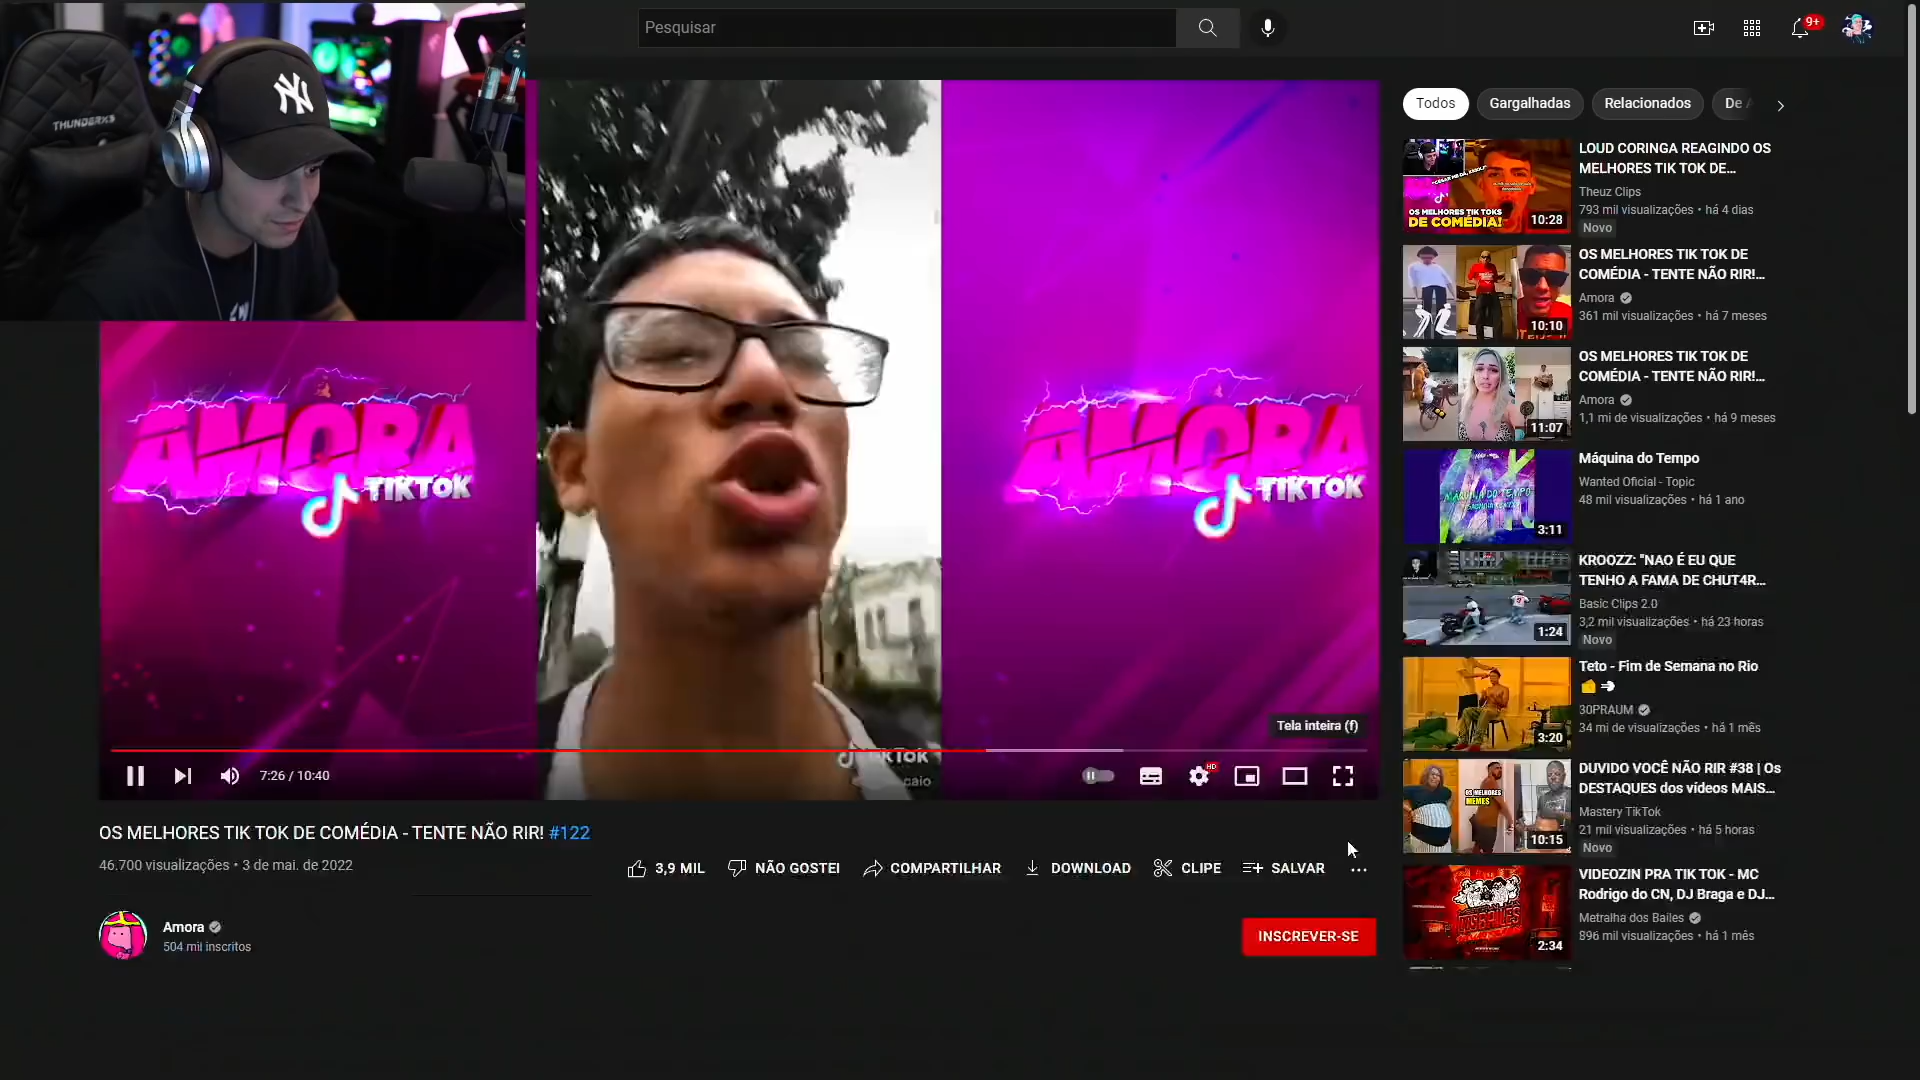 Pesquisar
9+
THUNDERX3
NY
AMORA
TIKTOK
AMORA
TIKTOK
TIKTOK
caio
Tela inteira (f)
7:26 / 10:40
HD
OS MELHORES TIK TOK DE COMÉDIA - TENTE NÃO RIR! #122
46.700 visualizações • 3 de mai. de 2022
3,9 MIL
NÃO GOSTEI
COMPARTILHAR
DOWNLOAD
CLIPE
SALVAR
Amora
504 mil inscritos
INSCREVER-SE
Todos
Gargalhadas
Relacionados
De
OS MELHORES TIK TOKS
DE COMÉDIA!
10:28
LOUD CORINGA REAGINDO OS
MELHORES TIK TOK DE...
Theuz Clips
793 mil visualizações • há 4 dias
Novo
10:10
OS MELHORES TIK TOK DE
COMÉDIA - TENTE NÃO RIR!...
Amora
361 mil visualizações • há 7 meses
11:07
OS MELHORES TIK TOK DE
COMÉDIA - TENTE NÃO RIR!...
Amora
1,1 mi de visualizações • há 9 meses
MÁQUINA DO TEMPO
3:11
Máquina do Tempo
Wanted Oficial - Topic
48 mil visualizações • há 1 ano
1:24
KROOZZ: "NAO É EU QUE
TENHO A FAMA DE CHUT4R...
Basic Clips 2.0
3,2 mil visualizações • há 23 horas
Novo
3:20
Teto - Fim de Semana no Rio
30PRAUM
34 mi de visualizações • há 1 mês
OS MELHORES
MEMES
10:15
DUVIDO VOCÊ NÃO RIR #38 | Os
DESTAQUES dos vídeos MAIS...
Mastery TikTok
21 mil visualizações • há 5 horas
Novo
2:34
VIDEOZIN PRA TIK TOK - MC
Rodrigo do CN, DJ Braga e DJ...
Metralha dos Bailes
896 mil visualizações • há 1 mês